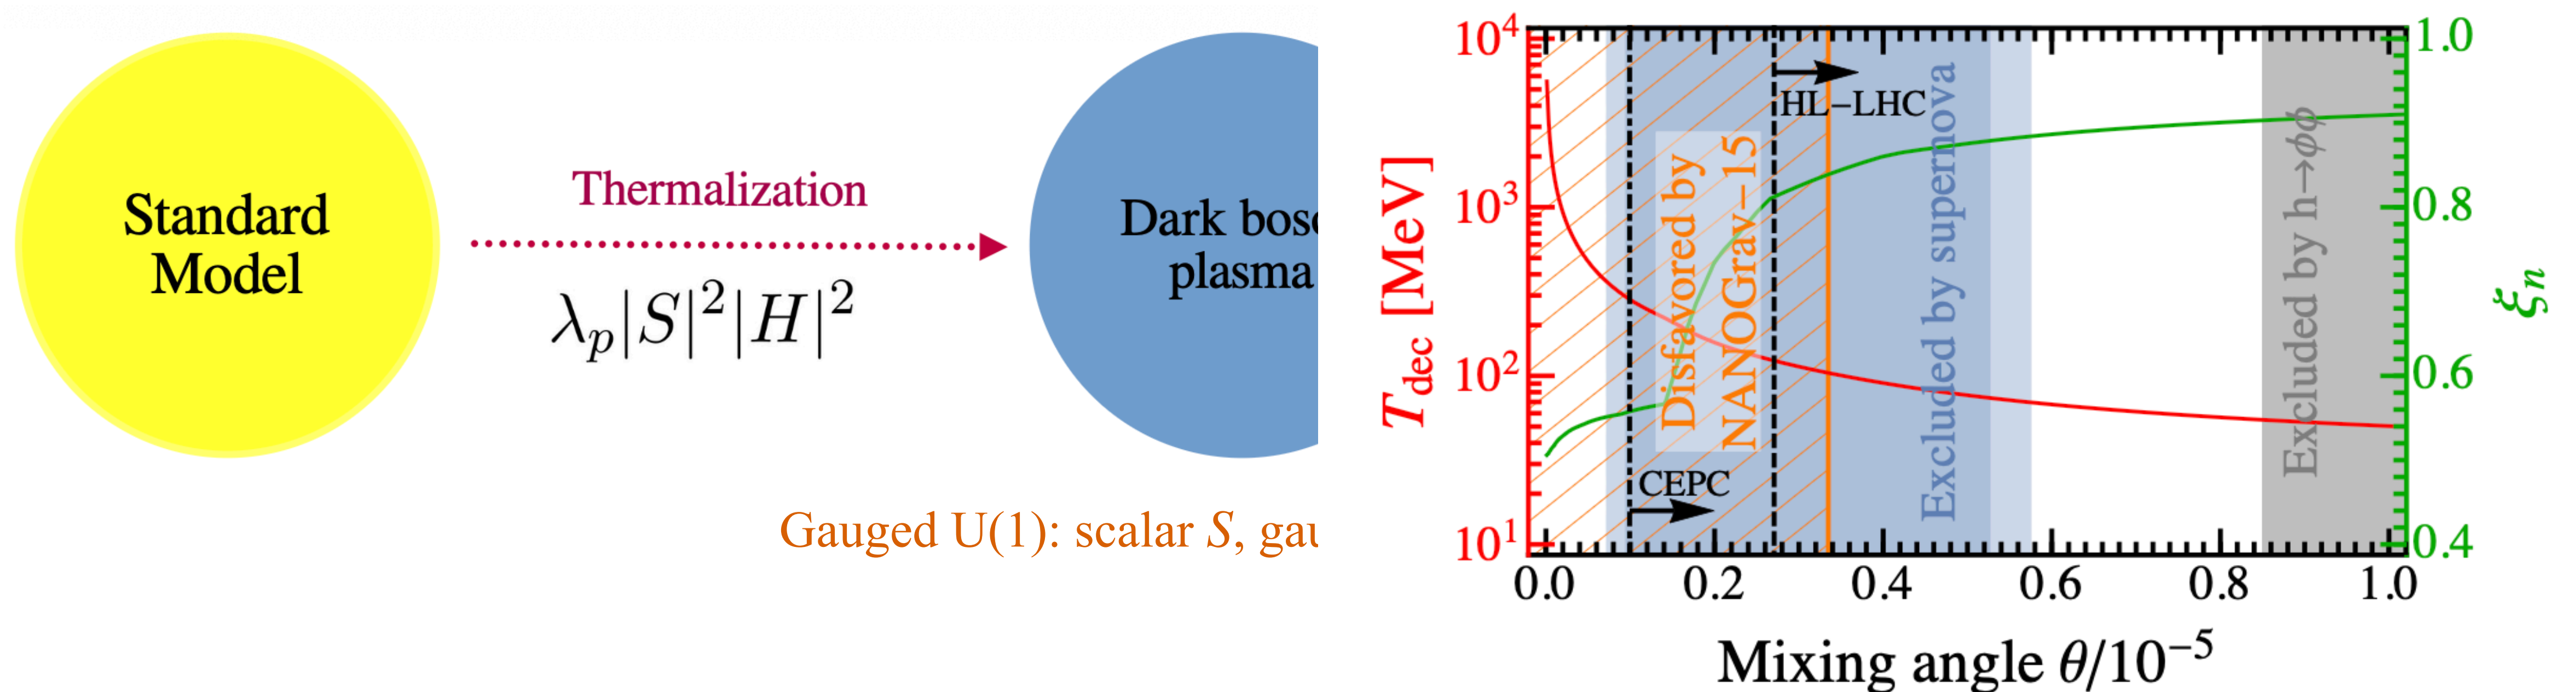 Standard
Model
Thermalization
λ_p|S|²|H|²
Dark bos
plasma
Gauged U(1): scalar S, gau
T_dec [MeV]
10⁴
10³
10²
10¹
HL−LHC
CEPC
Disfavored by
NANOGrav−15
Excluded by supernova
Excluded by h→ϕϕ
1.0
0.8
0.6
0.4
ξ_n
0.0 0.2 0.4 0.6 0.8 1.0
Mixing angle θ/10⁻⁵